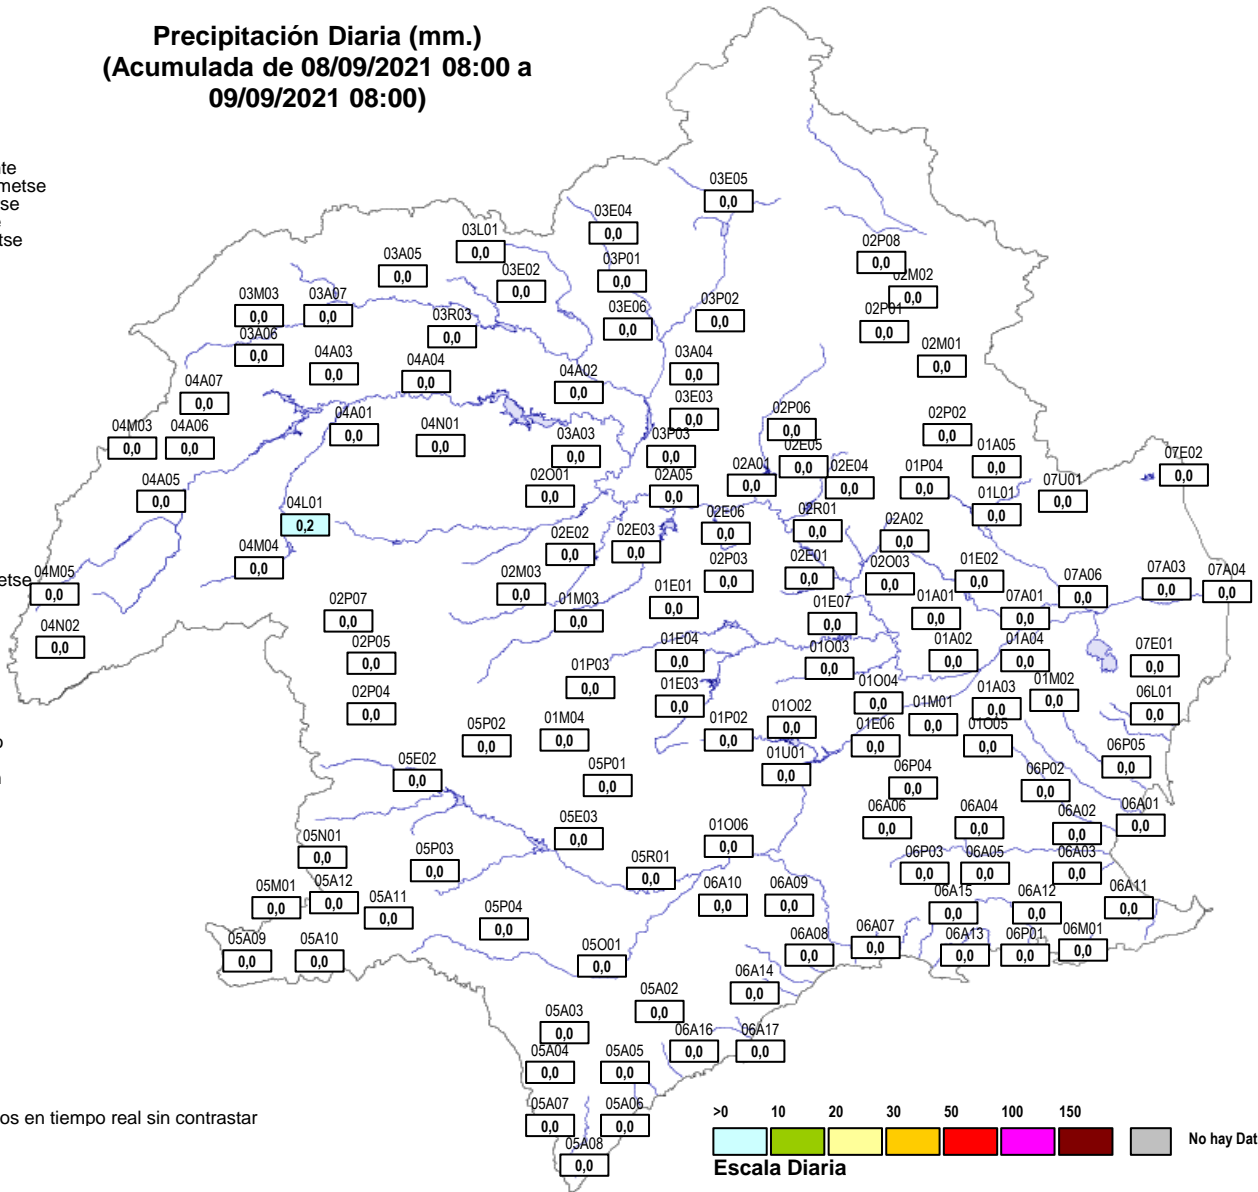 Precipitación Diaria (mm.)
(Acumulada de 08/09/2021 08:00 a
09/09/2021 08:00)
nte
metse
se
tse
03E05
0,0
03E04
0,0
03L01
0,0
03A05
0,0
03P01
0,0
03E02
0,0
02P08
0,0
02M02
0,0
03M03
0,0
03A07
0,0
03R03
0,0
03E06
0,0
03P02
0,0
02P01
0,0
03A06
0,0
04A03
0,0
04A04
0,0
03A04
0,0
02M01
0,0
04A07
0,0
04A02
0,0
03E03
0,0
04M03
0,0
04A06
0,0
04A01
0,0
04N01
0,0
03A03
0,0
03P03
0,0
02P06
0,0
02P02
0,0
02E05
0,0
01A05
0,0
07E02
0,0
04A05
0,0
02O01
0,0
02A05
0,0
02A01
0,0
02E04
0,0
01P04
0,0
07U01
0,0
04L01
0,2
01L01
0,0
02E06
0,0
02R01
0,0
02A02
0,0
04M04
0,0
02E02
0,0
02E03
0,0
metse
04M05
0,0
02M03
0,0
02P03
0,0
02E01
0,0
02O03
0,0
01E02
0,0
07A06
0,0
07A03
0,0
07A04
0,0
02P07
0,0
01M03
0,0
01E01
0,0
01E07
0,0
01A01
0,0
07A01
0,0
04N02
0,0
02P05
0,0
01E04
0,0
01O03
0,0
01A02
0,0
01A04
0,0
07E01
0,0
01P03
0,0
02P04
0,0
01E03
0,0
01O04
0,0
01A03
0,0
01M02
0,0
06L01
0,0
05P02
0,0
01M04
0,0
01P02
0,0
01O02
0,0
01M01
0,0
01E06
0,0
01O05
0,0
05E02
0,0
05P01
0,0
01U01
0,0
06P04
0,0
06P02
0,0
06P05
0,0
05E03
0,0
01O06
0,0
06A06
0,0
06A04
0,0
06A02
0,0
06A01
0,0
05N01
0,0
05P03
0,0
05R01
0,0
06P03
0,0
06A05
0,0
06A03
0,0
05M01
0,0
05A12
0,0
05A11
0,0
06A10
0,0
06A09
0,0
06A15
0,0
06A12
0,0
06A11
0,0
05P04
0,0
05A09
0,0
05A10
0,0
05O01
0,0
06A08
0,0
06A07
0,0
06A13
0,0
06P01
0,0
06M01
0,0
06A14
0,0
05A02
0,0
05A03
0,0
06A16
0,0
06A17
0,0
05A04
0,0
05A05
0,0
05A07
0,0
05A06
0,0
05A08
0,0
os en tiempo real sin contrastar
>0 10 20 30 50 100 150
No hay Dat
Escala Diaria